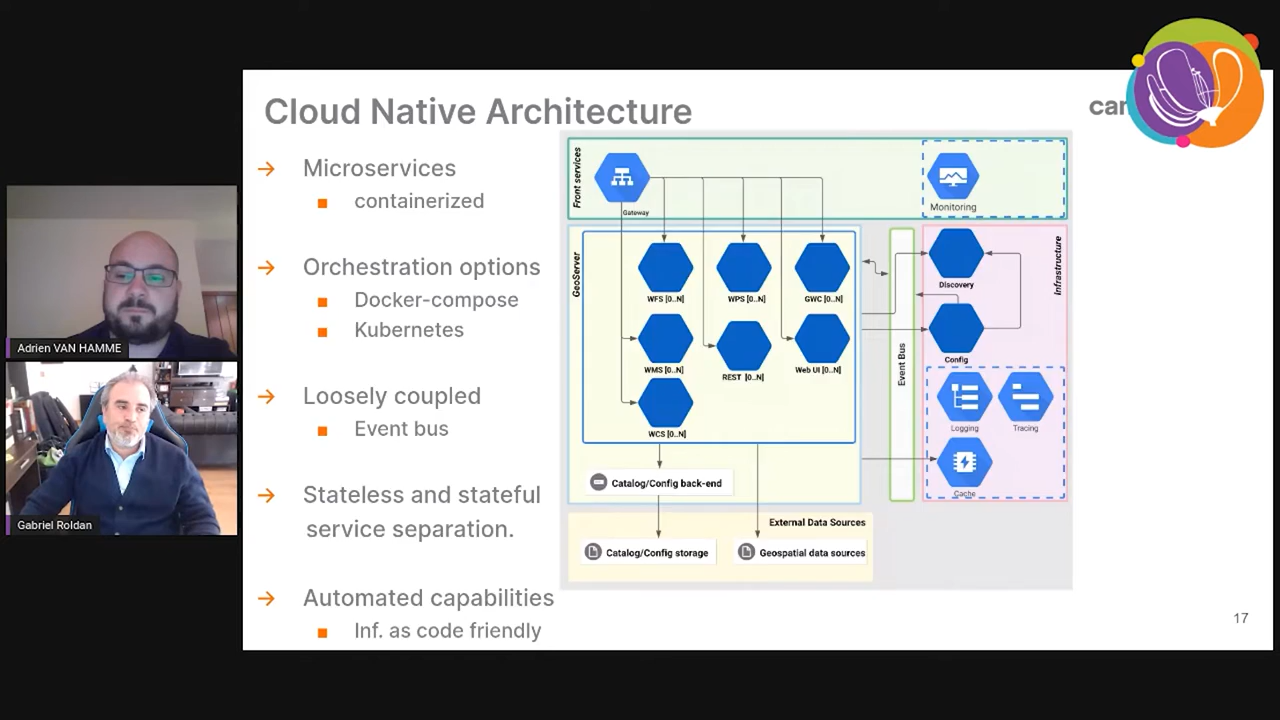 Cloud Native Architecture
→ Microservices
■ containerized
→ Orchestration options
■ Docker-compose
■ Kubernetes
→ Loosely coupled
■ Event bus
→ Stateless and stateful
service separation.
→ Automated capabilities
■ Inf. as code friendly
Front services
Gateway
Monitoring
GeoServer
WFS [0..N]
WPS [0..N]
GWC [0..N]
WMS [0..N]
REST [0..N]
Web UI [0..N]
WCS [0..N]
Catalog/Config back-end
External Data Sources
Catalog/Config storage
Geospatial data sources
Event Bus
Infrastructure
Discovery
Config
Logging
Tracing
Cache
17
Adrien VAN HAMME
Gabriel Roldan